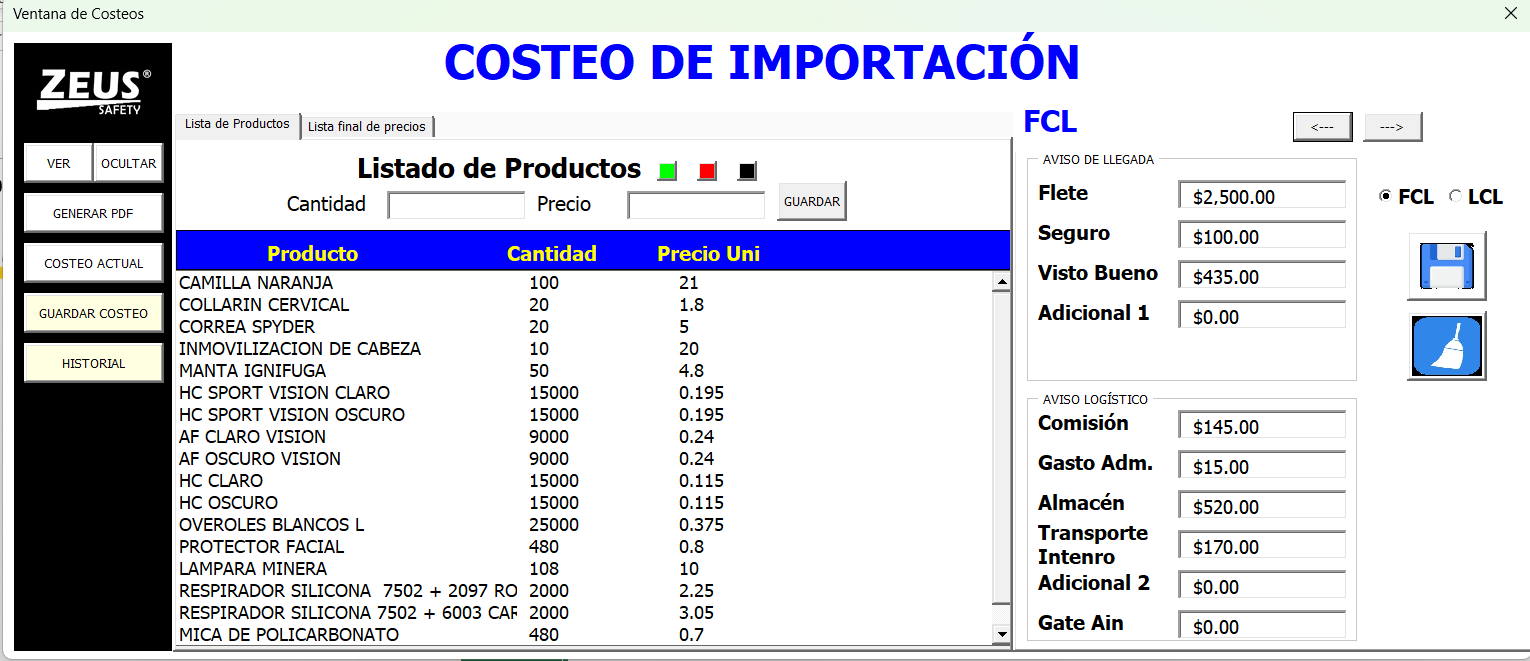 Ventana de Costeos
COSTEO DE IMPORTACIÓN
ZEUS®
SAFETY
VER OCULTAR
GENERAR PDF
COSTEO ACTUAL
GUARDAR COSTEO
HISTORIAL
Lista de Productos Lista final de precios
Listado de Productos
Cantidad Precio GUARDAR
Producto Cantidad Precio Uni
CAMILLA NARANJA 100 21
COLLARIN CERVICAL 20 1.8
CORREA SPYDER 20 5
INMOVILIZACION DE CABEZA 10 20
MANTA IGNIFUGA 50 4.8
HC SPORT VISION CLARO 15000 0.195
HC SPORT VISION OSCURO 15000 0.195
AF CLARO VISION 9000 0.24
AF OSCURO VISION 9000 0.24
HC CLARO 15000 0.115
HC OSCURO 15000 0.115
OVEROLES BLANCOS L 25000 0.375
PROTECTOR FACIAL 480 0.8
LAMPARA MINERA 108 10
RESPIRADOR SILICONA 7502 + 2097 RO 2000 2.25
RESPIRADOR SILICONA 7502 + 6003 CAR 2000 3.05
MICA DE POLICARBONATO 480 0.7
FCL <--- --->
AVISO DE LLEGADA
Flete $2,500.00
Seguro $100.00
Visto Bueno $435.00
Adicional 1 $0.00
FCL LCL
AVISO LOGÍSTICO
Comisión $145.00
Gasto Adm. $15.00
Almacén $520.00
Transporte
Intenro $170.00
Adicional 2 $0.00
Gate Ain $0.00